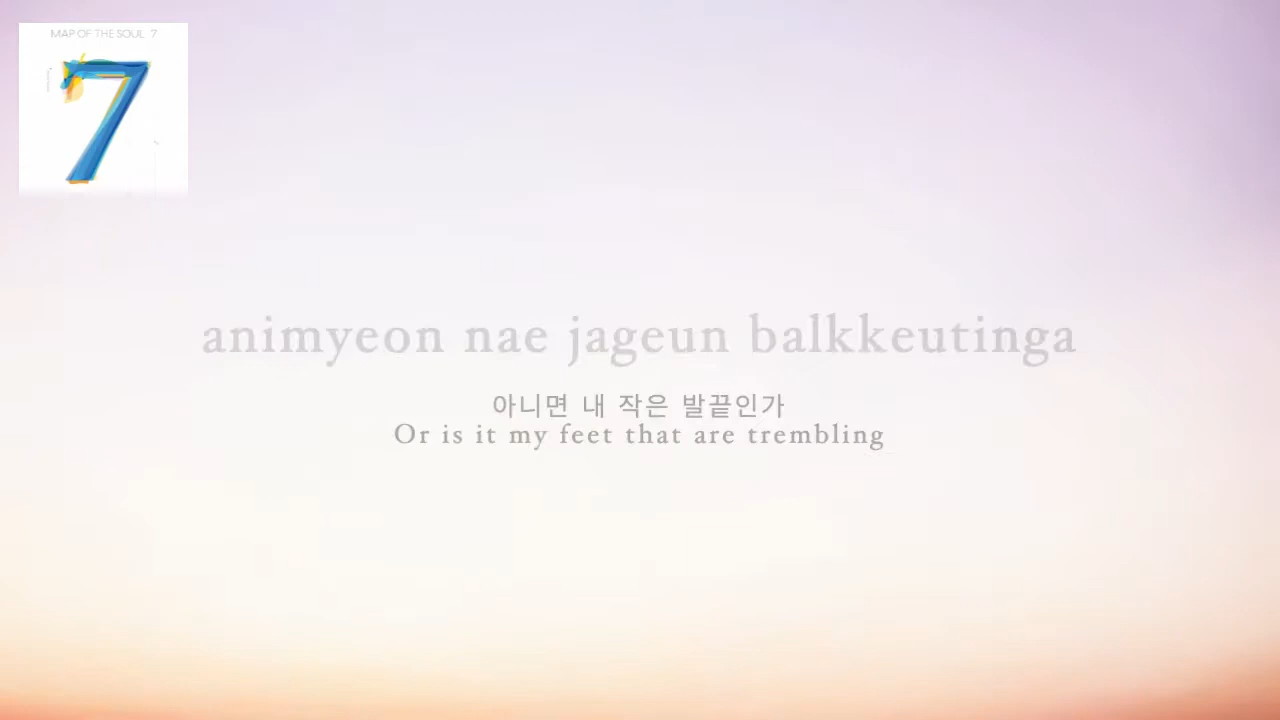 MAP OF THE SOUL 7
7
animyeon nae jageun balkkeutinga
아니면 내 작은 발끝인가
Or is it my feet that are trembling